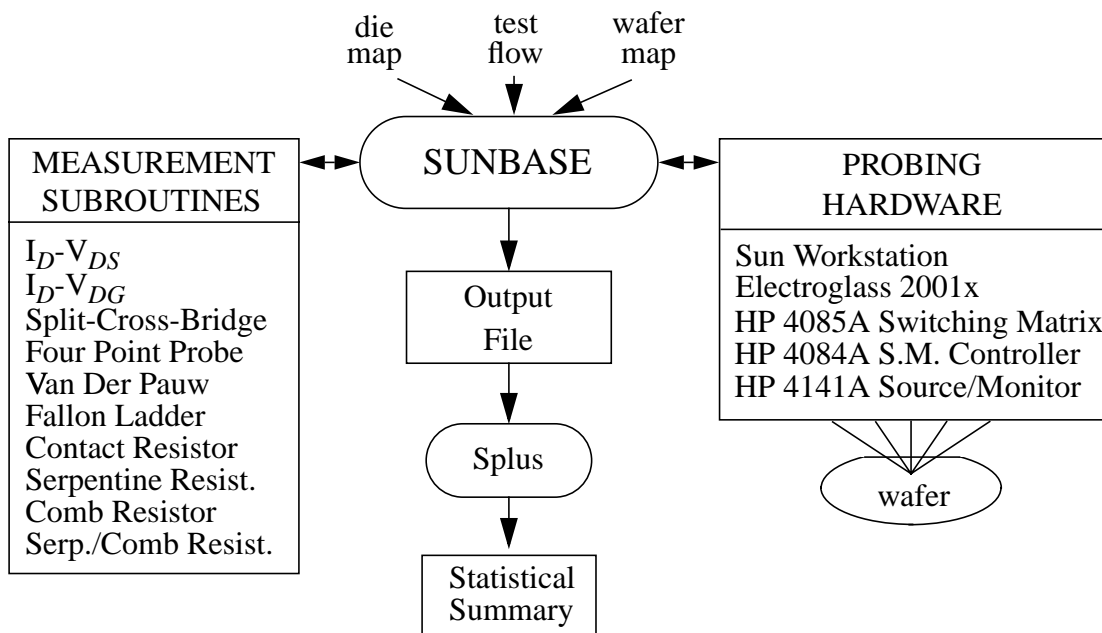 die
map
test
flow
wafer
map
SUNBASE
MEASUREMENT
SUBROUTINES
I_D-V_DS
I_D-V_DG
Split-Cross-Bridge
Four Point Probe
Van Der Pauw
Fallon Ladder
Contact Resistor
Serpentine Resist.
Comb Resistor
Serp./Comb Resist.
Output
File
Splus
Statistical
Summary
PROBING
HARDWARE
Sun Workstation
Electroglass 2001x
HP 4085A Switching Matrix
HP 4084A S.M. Controller
HP 4141A Source/Monitor
wafer